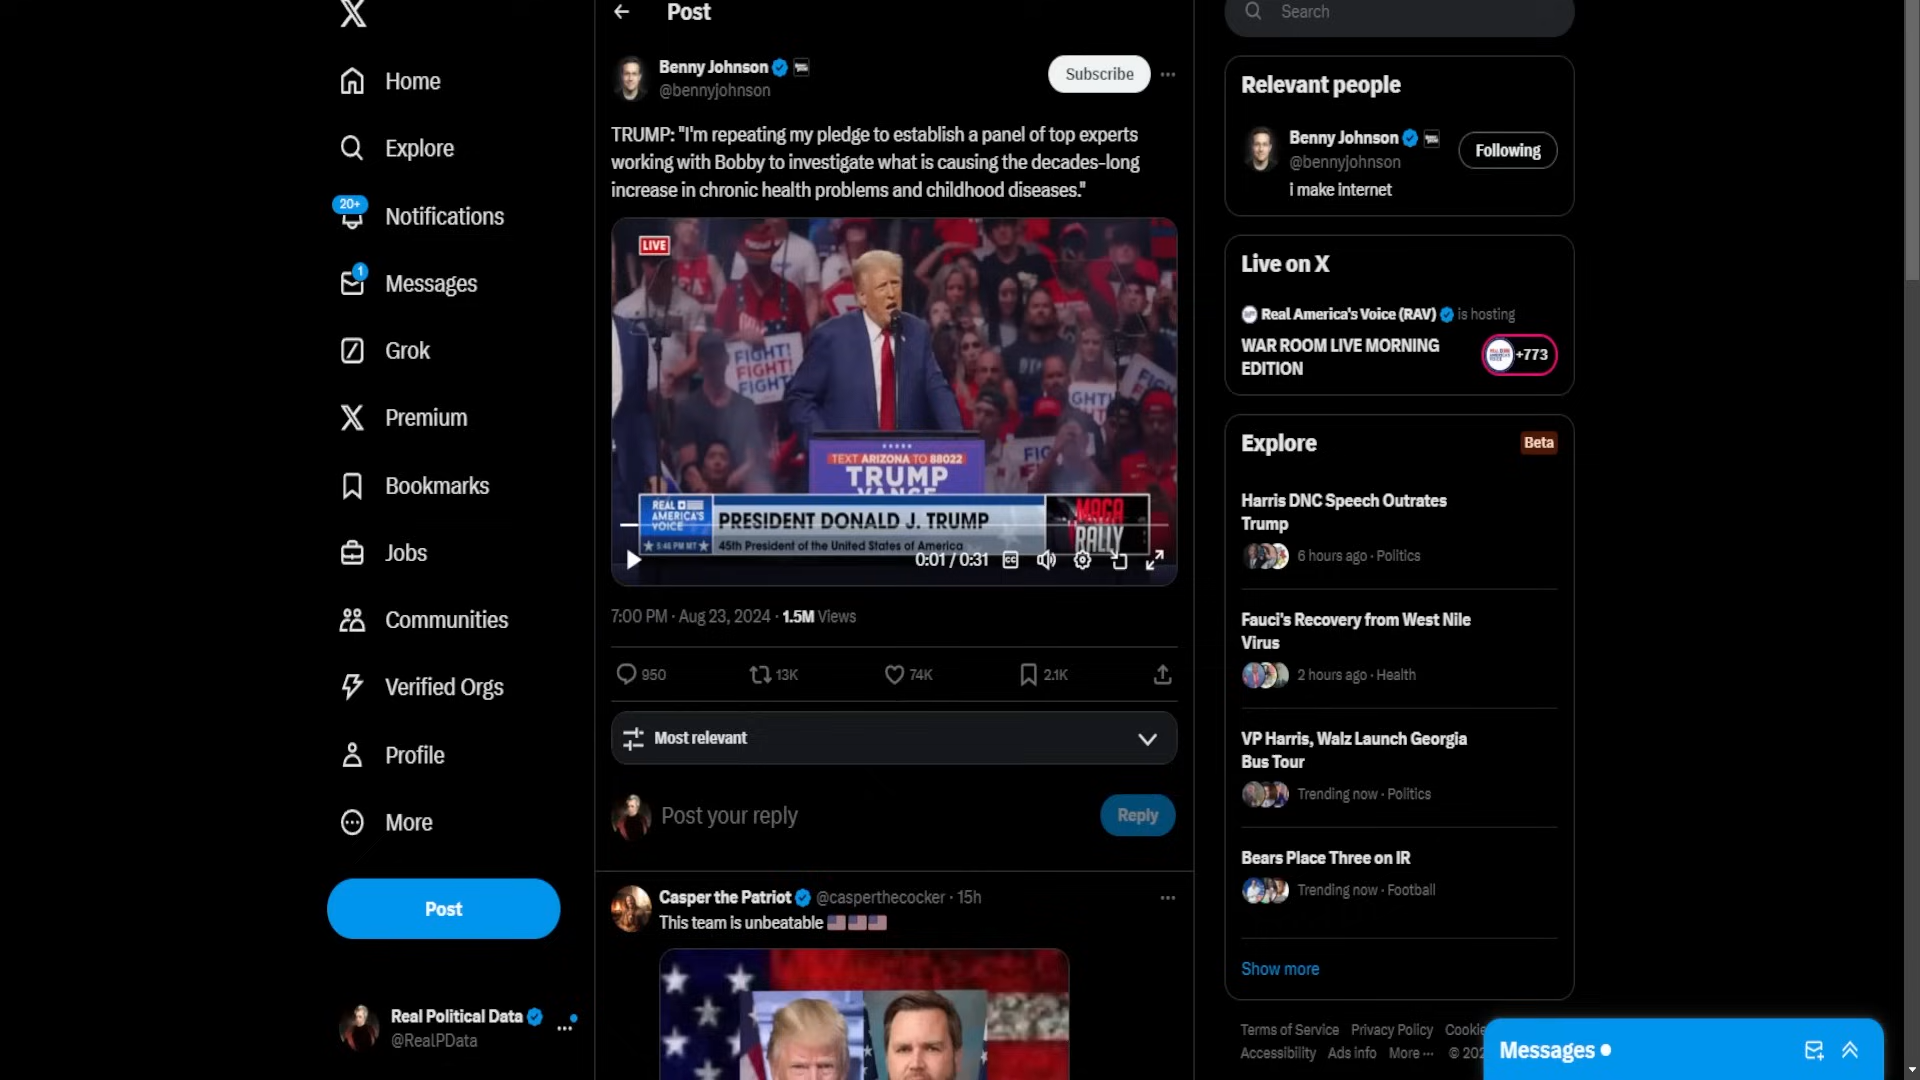 Home
Explore
20+
Notifications
1
Messages
Grok
Premium
Bookmarks
Jobs
Communities
Verified Orgs
Profile
More
Post
Real Political Data
@RealPData
Post
Benny Johnson
@bennyjohnson
Subscribe
TRUMP: "I'm repeating my pledge to establish a panel of top experts
working with Bobby to investigate what is causing the decades-long
increase in chronic health problems and childhood diseases."
LIVE
FIGHT!
FIGHT!
FIGHT!
TEXT ARIZONA TO 88022
TRUMP
VANCE
REAL
AMERICA'S
VOICE
5:46 PM MT
PRESIDENT DONALD J. TRUMP
45th President of the United States of America
MAGA
RALLY
0:01 / 0:31
7:00 PM · Aug 23, 2024 · 1.5M Views
950
13K
74K
2.1K
Most relevant
Post your reply
Reply
Casper the Patriot @casperthecocker · 15h
This team is unbeatable
Search
Relevant people
Benny Johnson
@bennyjohnson
Following
i make internet
Live on X
Real America's Voice (RAV) is hosting
WAR ROOM LIVE MORNING
EDITION
+773
Explore
Beta
Harris DNC Speech Outrates
Trump
6 hours ago · Politics
Fauci's Recovery from West Nile
Virus
2 hours ago · Health
VP Harris, Walz Launch Georgia
Bus Tour
Trending now · Politics
Bears Place Three on IR
Trending now · Football
Show more
Terms of Service Privacy Policy Cookie
Accessibility Ads info More ··· © 202
Messages